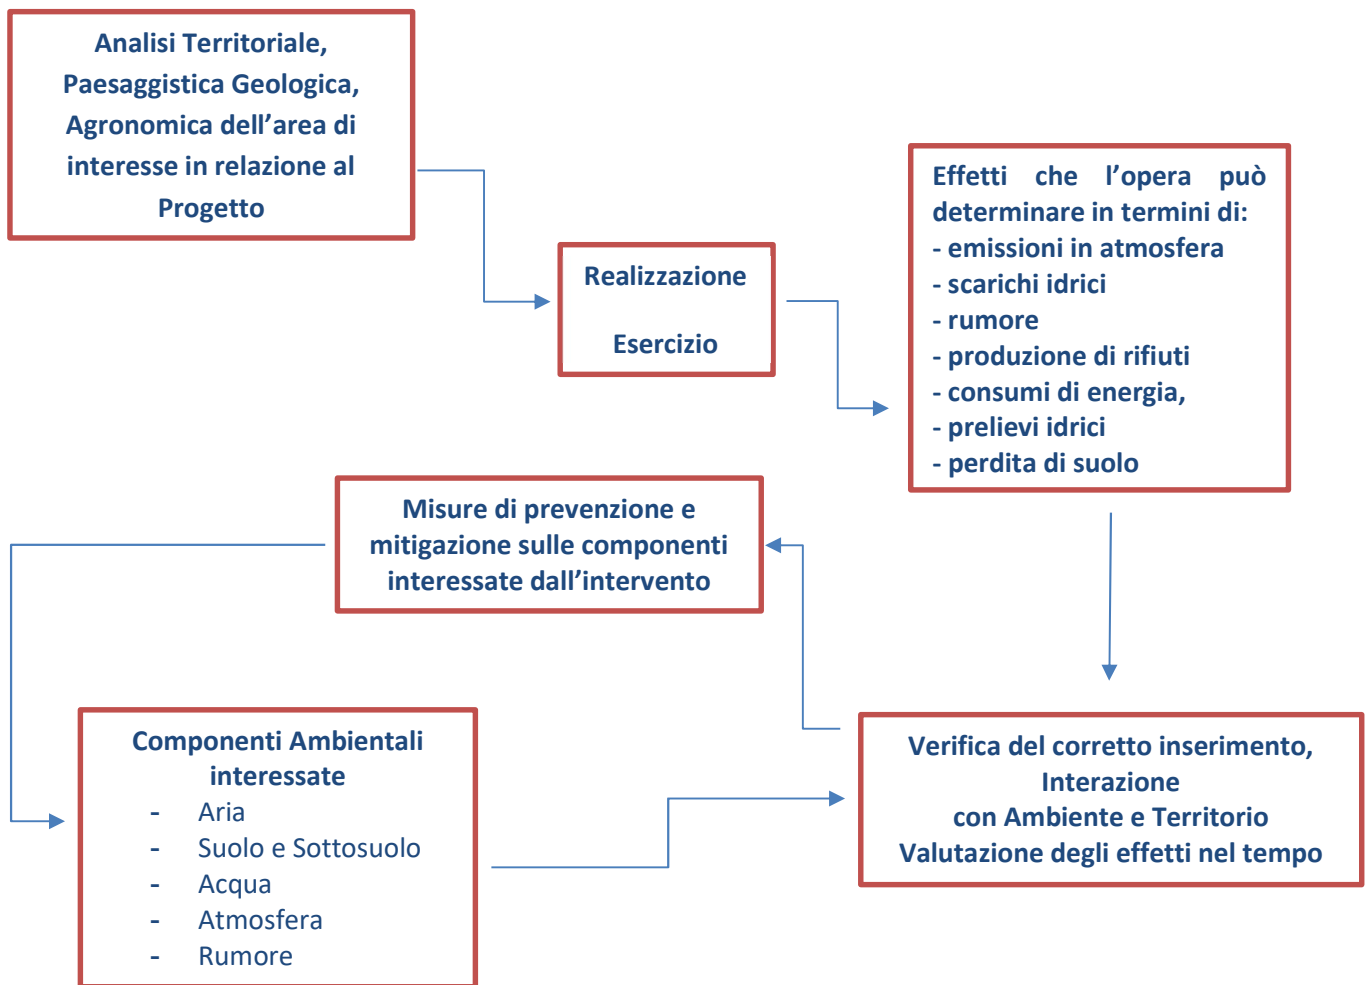 Analisi Territoriale,
Paesaggistica Geologica,
Agronomica dell’area di
interesse in relazione al
Progetto
Realizzazione
Esercizio
Effetti che l’opera può
determinare in termini di:
- emissioni in atmosfera
- scarichi idrici
- rumore
- produzione di rifiuti
- consumi di energia,
- prelievi idrici
- perdita di suolo
Misure di prevenzione e
mitigazione sulle componenti
interessate dall’intervento
Componenti Ambientali
interessate
- Aria
- Suolo e Sottosuolo
- Acqua
- Atmosfera
- Rumore
Verifica del corretto inserimento,
Interazione
con Ambiente e Territorio
Valutazione degli effetti nel tempo